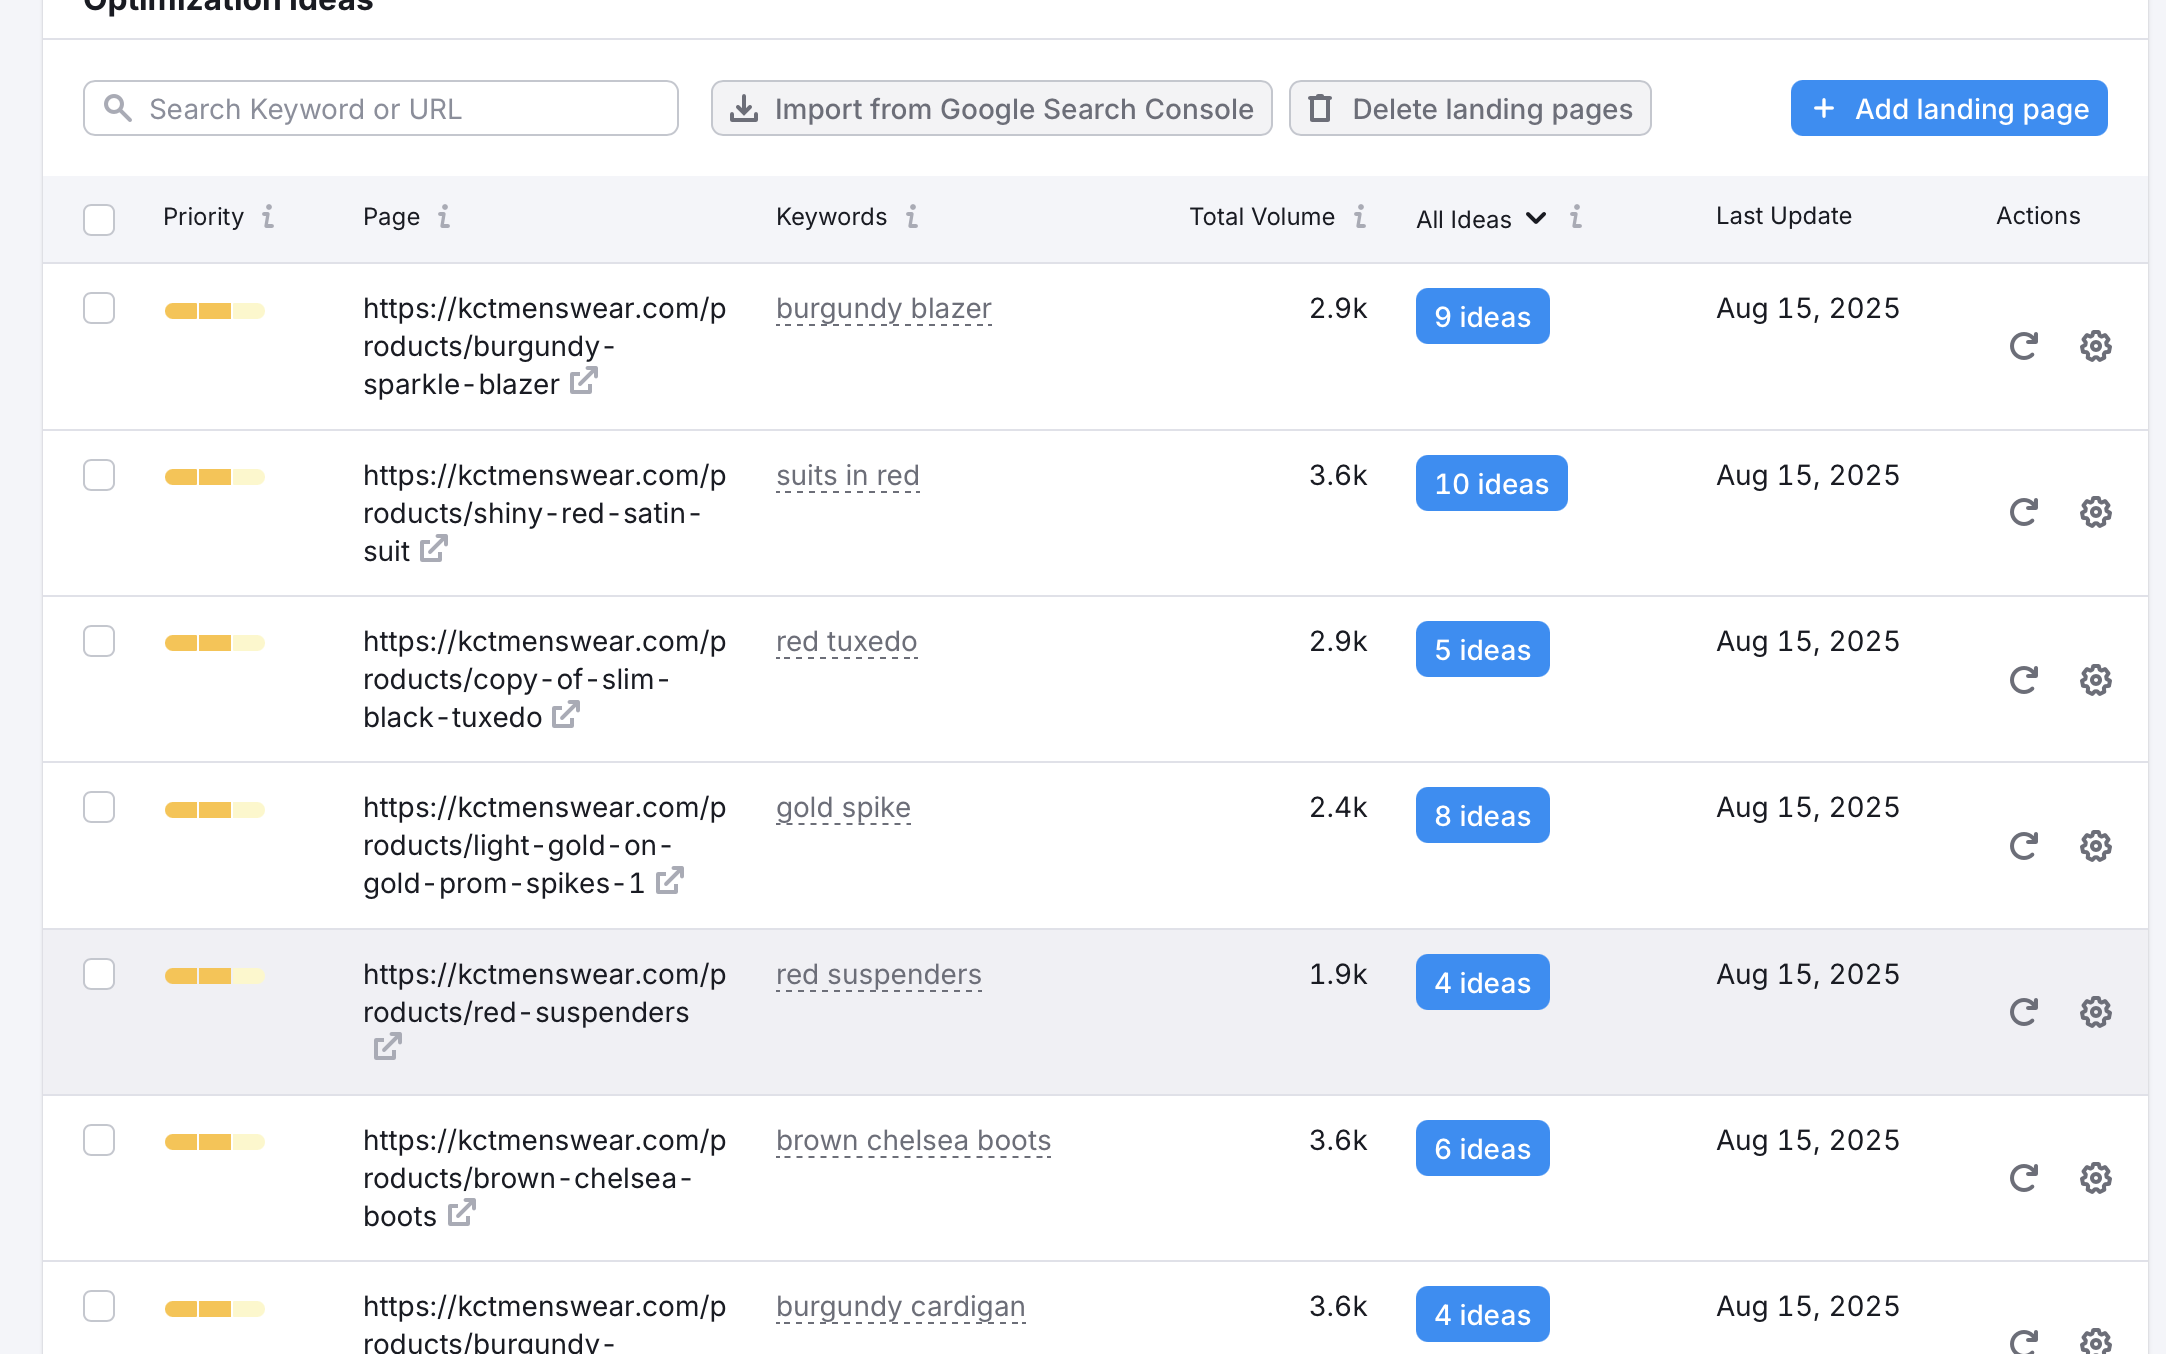 Optimization Ideas
Search Keyword or URL
Import from Google Search Console
Delete landing pages
+ Add landing page
Priority
Page
Keywords
Total Volume
All Ideas
Last Update
Actions
https://kctmenswear.com/p
roducts/burgundy-
sparkle-blazer
burgundy blazer
2.9k
9 ideas
Aug 15, 2025
https://kctmenswear.com/p
roducts/shiny-red-satin-
suit
suits in red
3.6k
10 ideas
Aug 15, 2025
https://kctmenswear.com/p
roducts/copy-of-slim-
black-tuxedo
red tuxedo
2.9k
5 ideas
Aug 15, 2025
https://kctmenswear.com/p
roducts/light-gold-on-
gold-prom-spikes-1
gold spike
2.4k
8 ideas
Aug 15, 2025
https://kctmenswear.com/p
roducts/red-suspenders
red suspenders
1.9k
4 ideas
Aug 15, 2025
https://kctmenswear.com/p
roducts/brown-chelsea-
boots
brown chelsea boots
3.6k
6 ideas
Aug 15, 2025
https://kctmenswear.com/p
roducts/burgundy-
burgundy cardigan
3.6k
4 ideas
Aug 15, 2025